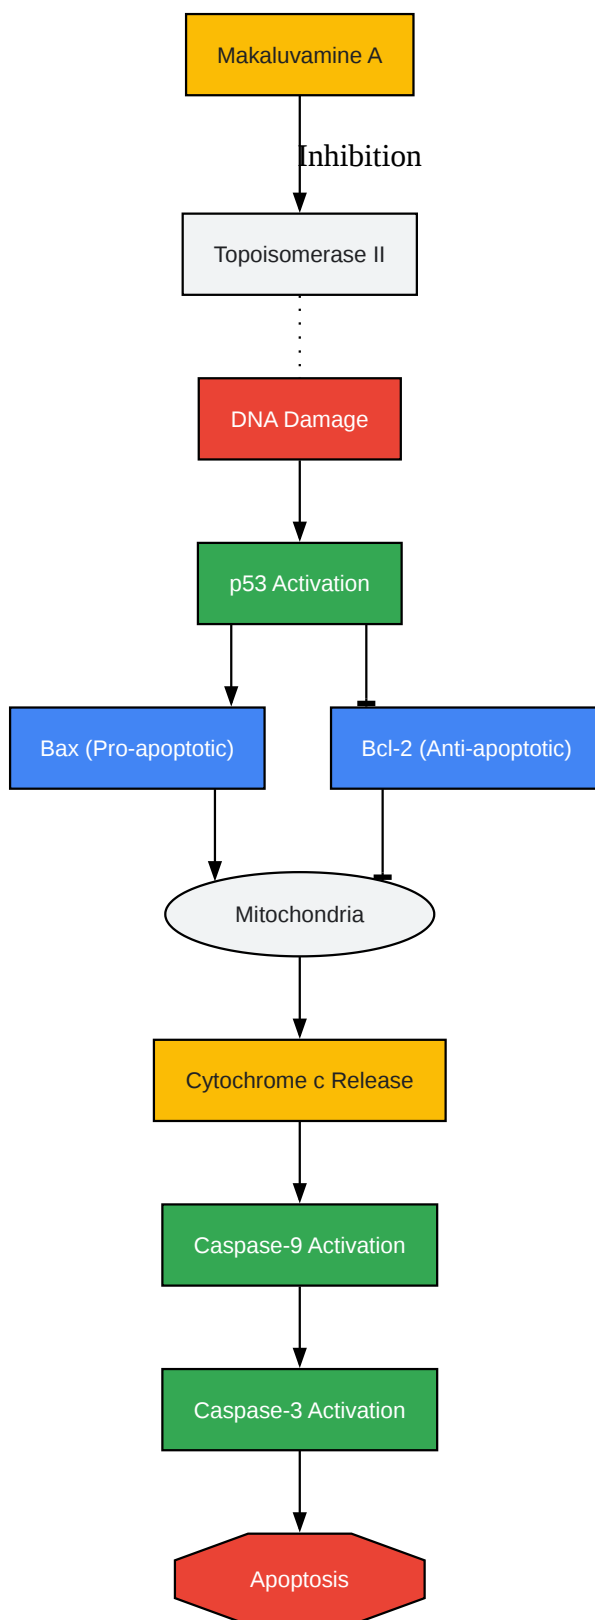 Makaluvamine A
Inhibition
Topoisomerase II
DNA Damage
p53 Activation
Bax (Pro-apoptotic)
Bcl-2 (Anti-apoptotic)
Mitochondria
Cytochrome c Release
Caspase-9 Activation
Caspase-3 Activation
Apoptosis